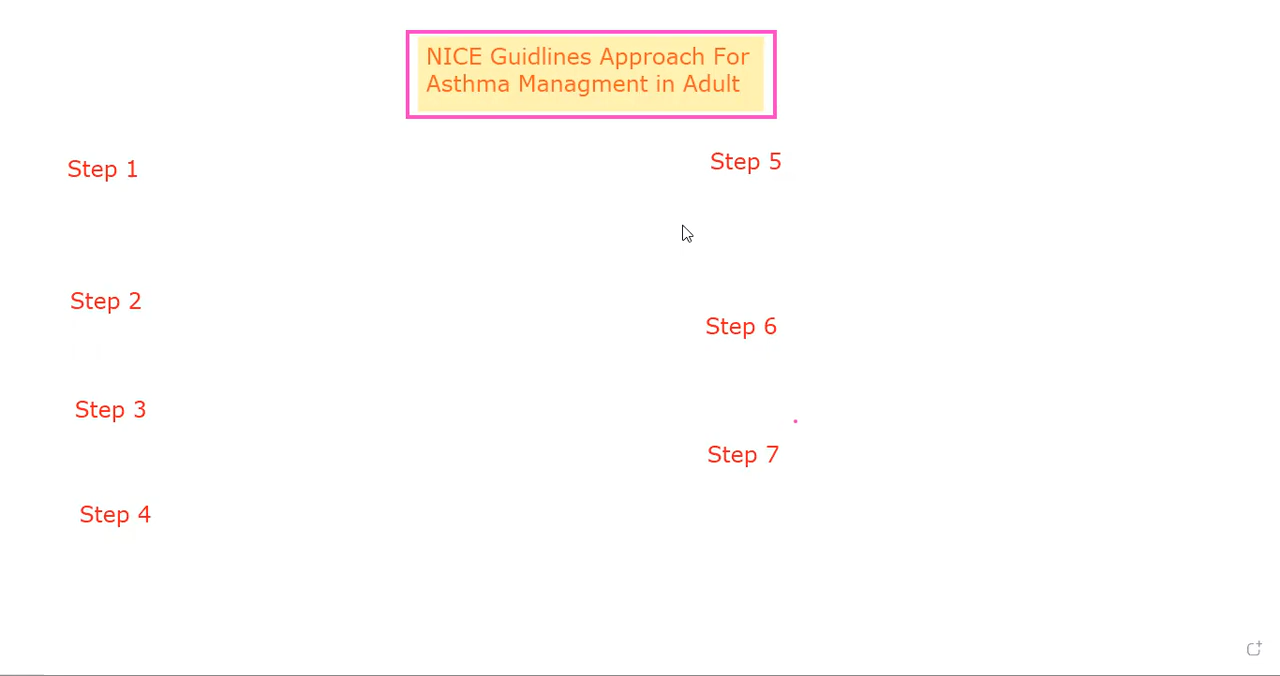 NICE Guidlines Approach For
Asthma Managment in Adult
Step 1
Step 2
Step 3
Step 4
Step 5
Step 6
Step 7